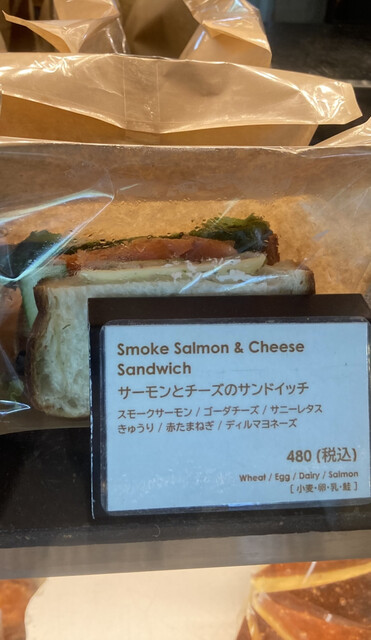 Smoke Salmon & Cheese
Sandwich
サーモンとチーズのサンドイッチ
スモークサーモン / ゴーダチーズ / サニーレタス
きゅうり / 赤たまねぎ / ディルマヨネーズ
480 (税込)
Wheat / Egg / Dairy / Salmon
[ 小麦・卵・乳・鮭 ]